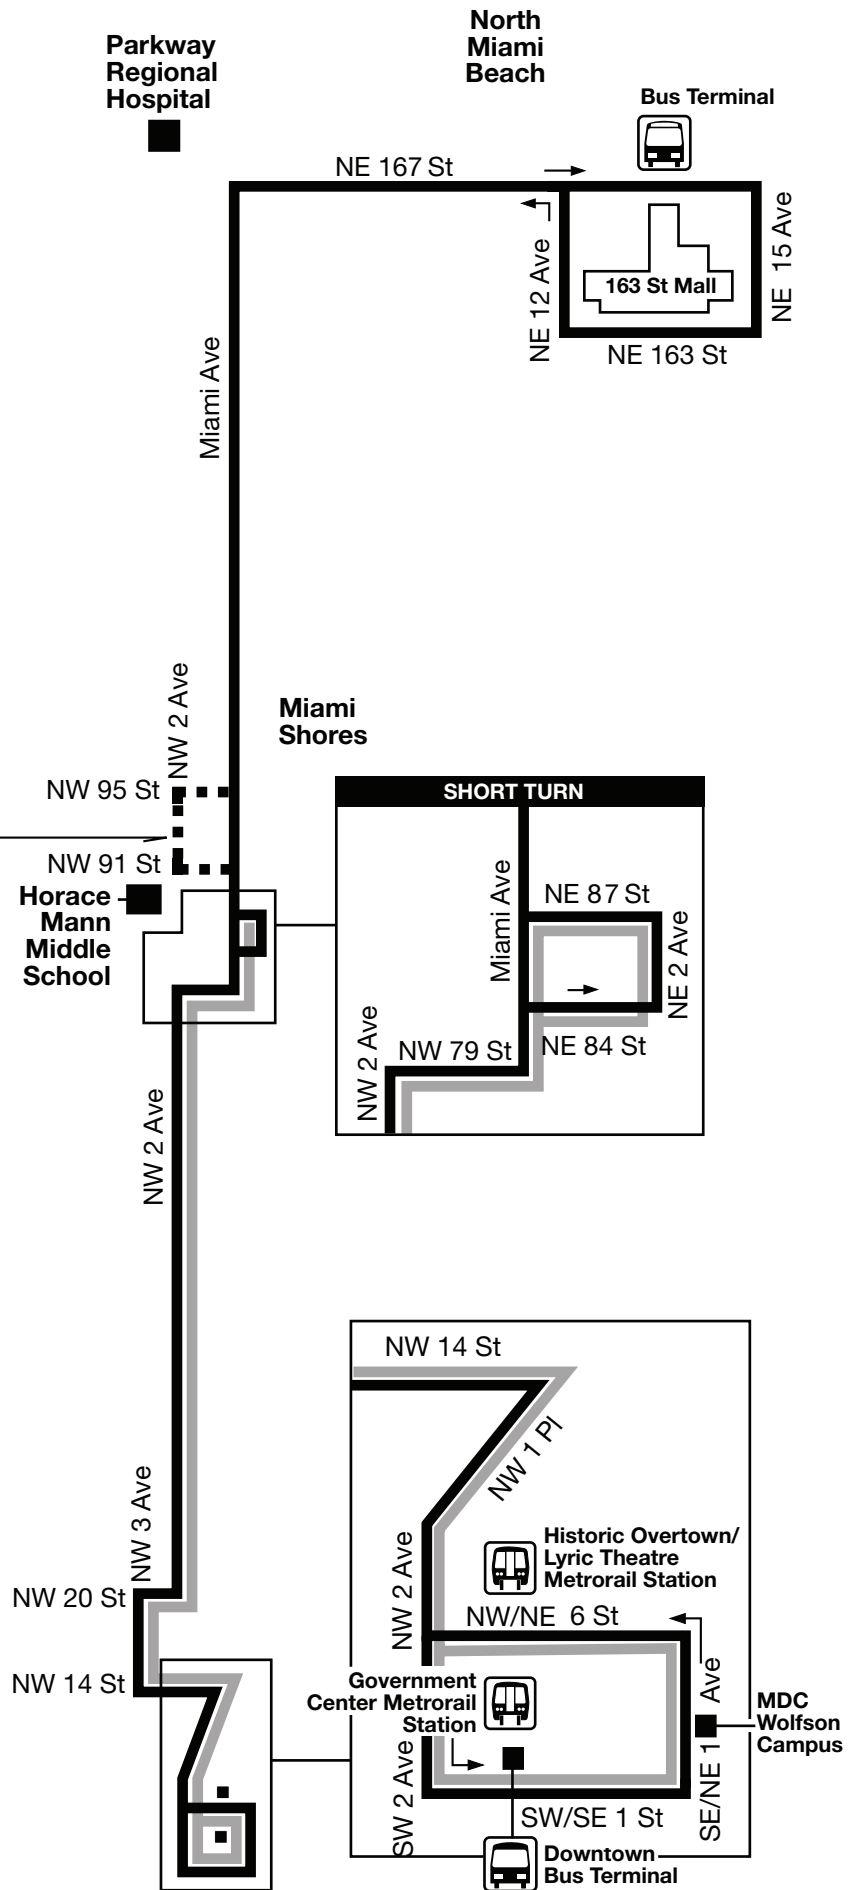 North
Miami
Beach
Parkway
Regional
Hospital
Bus Terminal
NE 167 St
NE 15 Ave
NE 12 Ave
163 St Mall
NE 163 St
Miami Ave
NW 2 Ave
Miami
Shores
NW 95 St
NW 91 St
Horace
Mann
Middle
School
SHORT TURN
Miami Ave
NE 87 St
NE 2 Ave
NW 2 Ave
NW 79 St
NE 84 St
NW 2 Ave
NW 14 St
NW 1 Pl
NW 3 Ave
NW 20 St
NW 14 St
NW 2 Ave
Historic Overtown/
Lyric Theatre
Metrorail Station
NW/NE 6 St
Government
Center Metrorail
Station
SE/NE 1 Ave
MDC
Wolfson
Campus
SW 2 Ave
SW/SE 1 St
Downtown
Bus Terminal